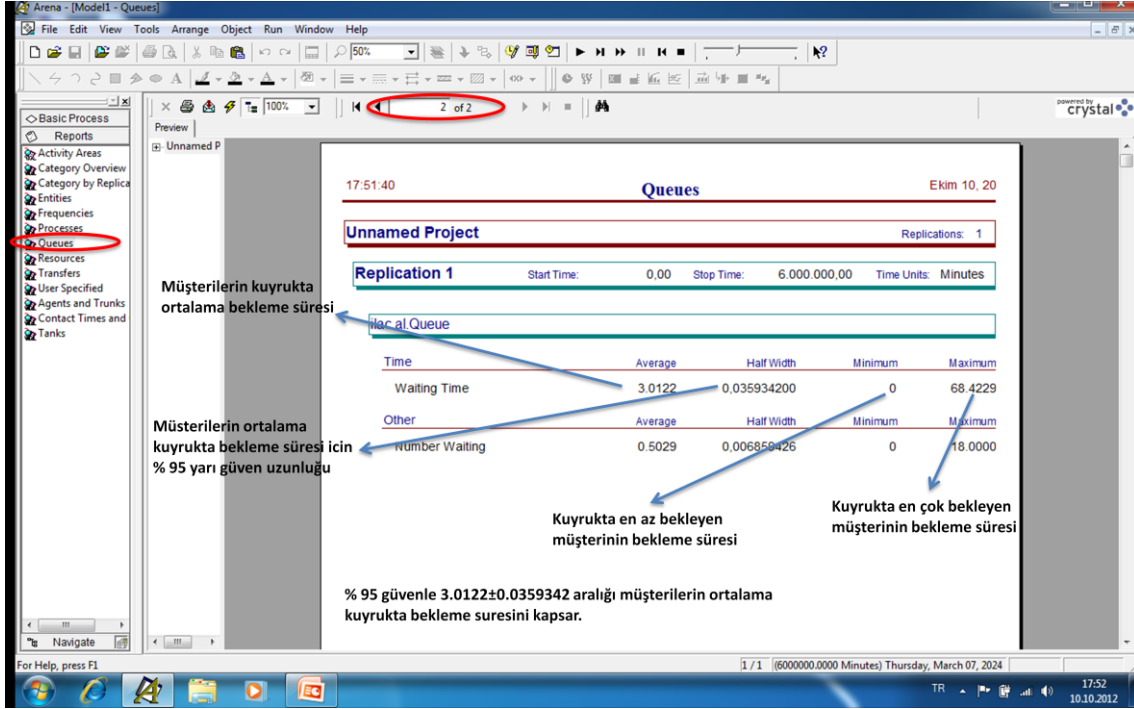 Arena - [Model1 - Queues]
File Edit View Tools Arrange Object Run Window Help
50%
100%
2 of 2
powered by
crystal
Basic Process
Reports
Activity Areas
Category Overview
Category by Replica
Entities
Frequencies
Processes
Queues
Resources
Transfers
User Specified
Agents and Trunks
Contact Times and
Tanks
Navigate
Preview
Unnamed P
17:51:40 Queues Ekim 10, 20
Unnamed Project Replications: 1
Replication 1 Start Time: 0,00 Stop Time: 6.000.000,00 Time Units: Minutes
Müşterilerin kuyrukta
ortalama bekleme süresi
ilac al.Queue
Time Average Half Width Minimum Maximum
Waiting Time 3.0122 0,035934200 0 68.4229
Other Average Half Width Minimum Maximum
Number Waiting 0.5029 0,006859426 0 18.0000
Müsterilerin ortalama
kuyrukta bekleme süresi icin
% 95 yarı güven uzunluğu
Kuyrukta en az bekleyen
müşterinin bekleme süresi
Kuyrukta en çok bekleyen
müşterinin bekleme süresi
% 95 güvenle 3.0122±0.0359342 aralığı müşterilerin ortalama
kuyrukta bekleme suresini kapsar.
For Help, press F1
1 / 1 (6000000.0000 Minutes) Thursday, March 07, 2024
TR
17:52
10.10.2012